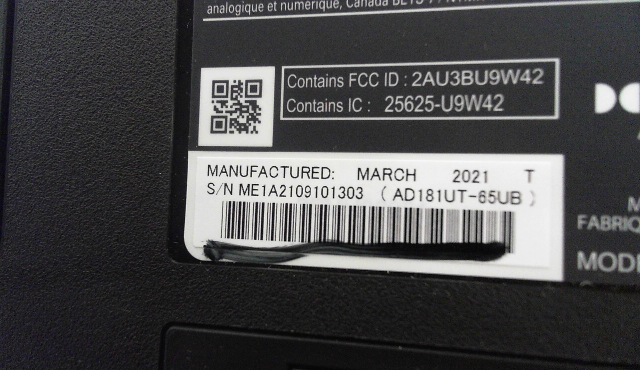 analogique et numérique, Canada
Contains FCC ID : 2AU3BU9W42
Contains IC : 25625-U9W42
MANUFACTURED: MARCH 2021 T
S/N ME1A2109101303 ( AD181UT-65UB )
FABRIQ
MODE